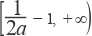 [1/2a − 1, +∞)